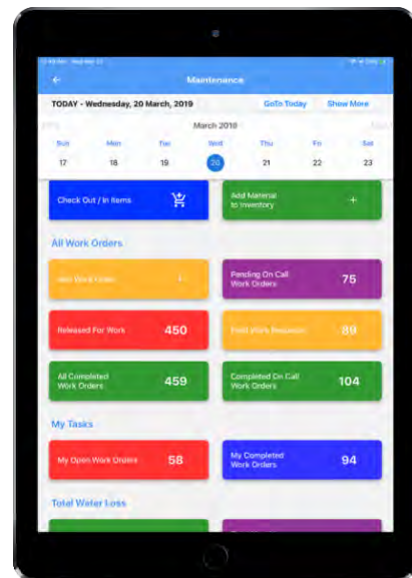 Maintenance
TODAY - Wednesday, 20 March, 2019
GoTo Today
Show More
March 2019
Sun Mon Tue Wed Thu Fri Sat
17 18 19 20 21 22 23
Check Out / In Items
Add Material
to Inventory
+
All Work Orders
Add Work Order
+
Pending On Call
Work Orders
75
Released For Work
450
89
All Completed
Work Orders
459
Completed On Call
Work Orders
104
My Tasks
My Open Work Orders
58
My Completed
Work Orders
94
Total Water Loss